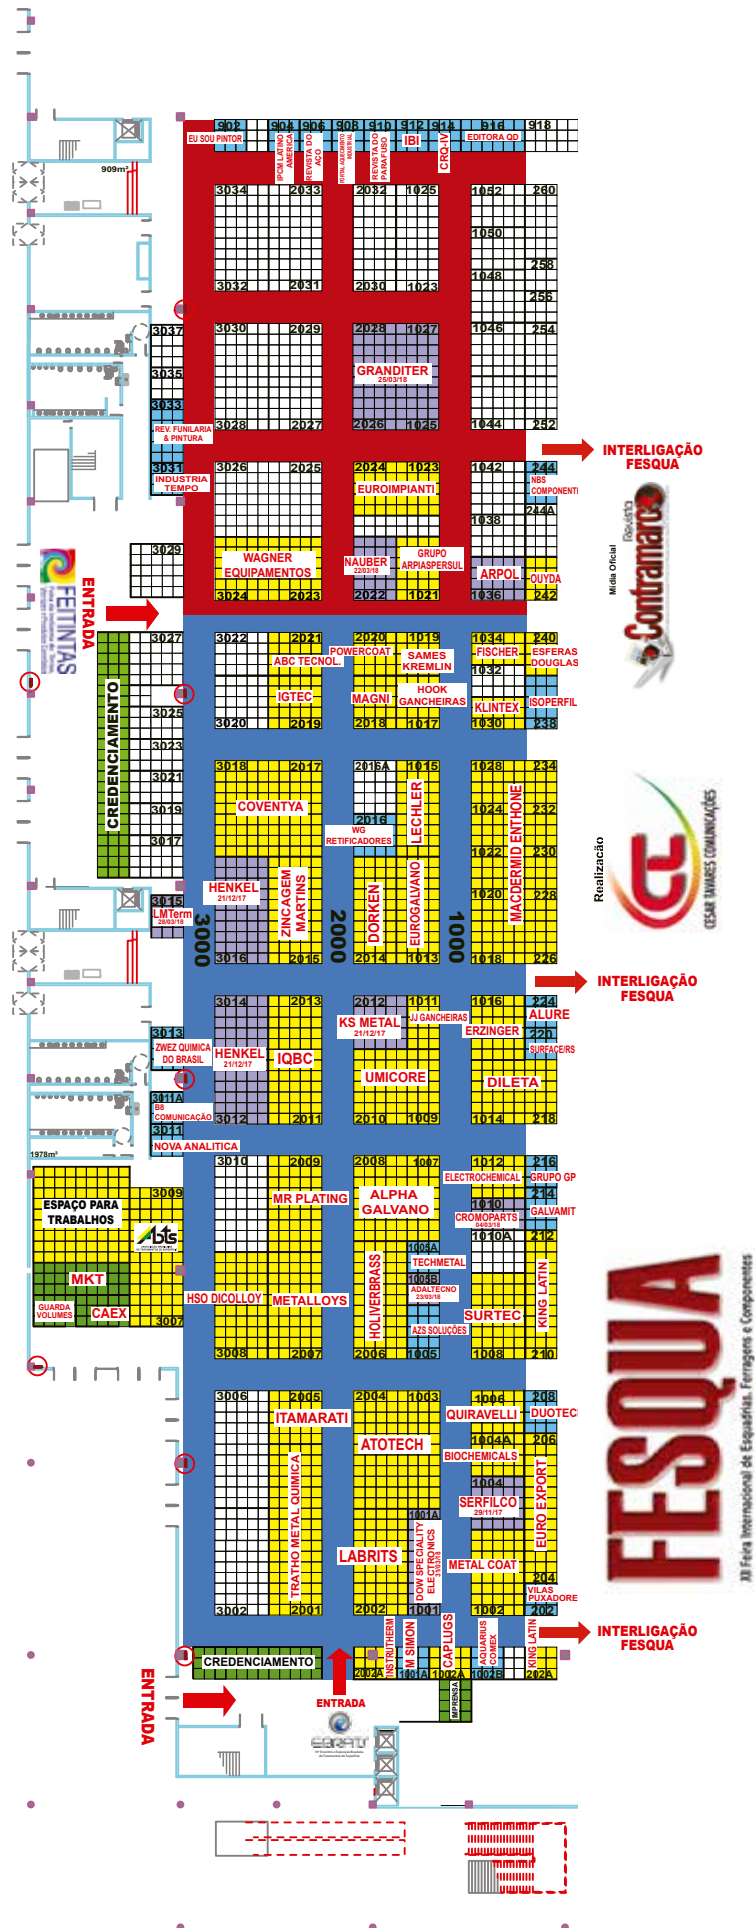 902
904
906
908
910
912
914
916
918
EU SOU PINTOR
IPCM LATINO
AMERICA
REVISTA DO
AÇO
PORTAL AQUECIMENTO
INDUSTRIAL
REVISTA DO
PARAFUSO
IBI
CRQ-IV
EDITORA QD
909m²
3034
2033
2032
1025
1052
260
1050
258
1048
256
3032
2031
2030
1023
3030
2029
2028
1027
1046
254
3037
GRANDITER
25/03/18
3035
3033
REV. FUNILARIA
& PINTURA
3028
2027
2026
1025
1044
252
INTERLIGAÇÃO
FESQUA
3031
INDUSTRIA
TEMPO
3026
2025
2024
1023
1042
244
EUROIMPIANTI
NBS
COMPONENTI
244A
1038
3029
WAGNER
EQUIPAMENTOS
NAUBER
22/03/18
GRUPO
ARPIASPERSUL
ARPOL
OUYDA
3024
2023
2022
1021
1036
242
Mídia Oficial
Revista
Contramarco
FEITINTAS
ENTRADA
3027
3022
2021
2020
1019
1034
240
ABC TECNOL.
POWERCOAT
SAMES
KREMLIN
FISCHER
ESFERAS
DOUGLAS
1032
IGTEC
MAGNI
HOOK
GANCHEIRAS
KLINTEX
ISOPERFIL
3020
2019
2018
1017
1030
238
CREDENCIAMENTO
3025
3023
3021
3019
3017
3018
2017
2016A
1015
1028
234
COVENTYA
2016
WG
RETIFICADORES
LECHLER
1024
232
MACDERMID ENTHONE
1022
230
HENKEL
21/12/17
ZINCAGEM
MARTINS
DORKEN
EUROGALVANO
1020
228
3015
LMTerm
28/03/18
3000
2000
1000
3016
2015
2014
1013
1018
226
Realização
CESAR TAVARES COMUNICAÇÕES
INTERLIGAÇÃO
FESQUA
3014
2013
2012
1011
1016
224
KS METAL
21/12/17
JJ GANCHEIRAS
ERZINGER
ALURE
220
SURFACE/RS
3013
ZWEZ QUIMICA
DO BRASIL
HENKEL
21/12/17
IQBC
UMICORE
DILETA
3011A
B8
COMUNICAÇÃO
3012
2011
2010
1009
1014
218
3011
NOVA ANALITICA
1978m²
3010
2009
2008
1007
1012
216
ELECTROCHEMICAL
GRUPO GP
3009
MR PLATING
ALPHA
GALVANO
1010
CROMOPARTS
04/03/18
214
GALVAMIT
ESPAÇO PARA
TRABALHOS
Abts
1010A
212
1005A
TECHMETAL
1005B
ADALTECNO
23/03/18
HOLIVERBRASS
MKT
GUARDA
VOLUMES
CAEX
3007
HSO DICOLLOY
METALLOYS
AZS SOLUÇÕES
SURTEC
KING LATIN
3008
2007
2006
1005
1008
210
3006
2005
2004
1003
1006
208
ITAMARATI
QUIRAVELLI
DUOTEC
ATOTECH
1004A
206
BIOCHEMICALS
1004
SERFILCO
29/11/17
EURO EXPORT
TRATHO METAL QUIMICA
1001A
DOW SPECIALITY
ELECTRONICS
31/03/18
LABRITS
METAL COAT
204
VILAS
PUXADORE
3002
2001
2002
1001
1002
202
FESQUA
XII Feira Internacional de Esquadrias, Ferragens e Componentes
INTERLIGAÇÃO
FESQUA
INSTRUTHERM
M SIMON
CAPLUGS
AQUARIUS
COMEX
KING LATIN
CREDENCIAMENTO
2002A
1001A
1002A
1002B
202A
IMPRENSA
ENTRADA
ENTRADA
EBRATS